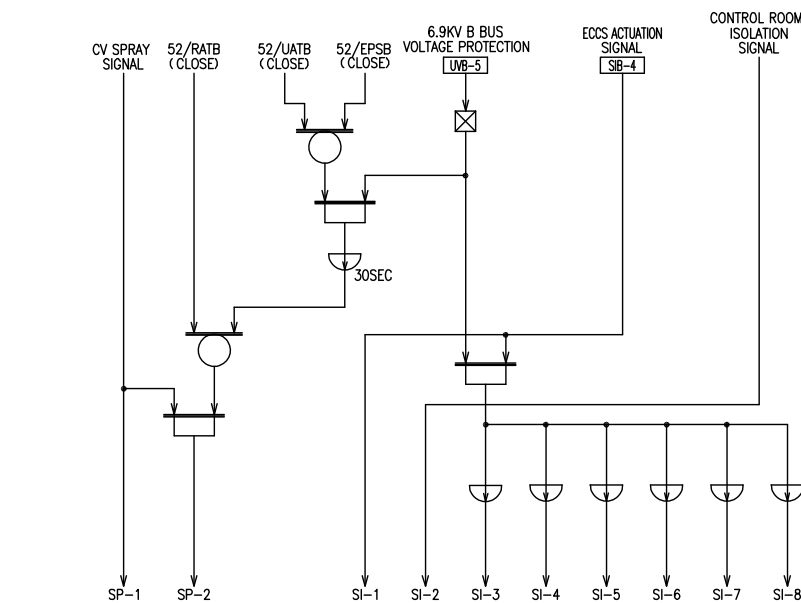 CV SPRAY
SIGNAL
52/RATB
(CLOSE)
52/UATB
(CLOSE)
52/EPSB
(CLOSE)
6.9KV B BUS
VOLTAGE PROTECTION
UVB-5
ECCS ACTUATION
SIGNAL
SIB-4
CONTROL ROOM
ISOLATION
SIGNAL
30SEC
SP-1
SP-2
SI-1
SI-2
SI-3
SI-4
SI-5
SI-6
SI-7
SI-8